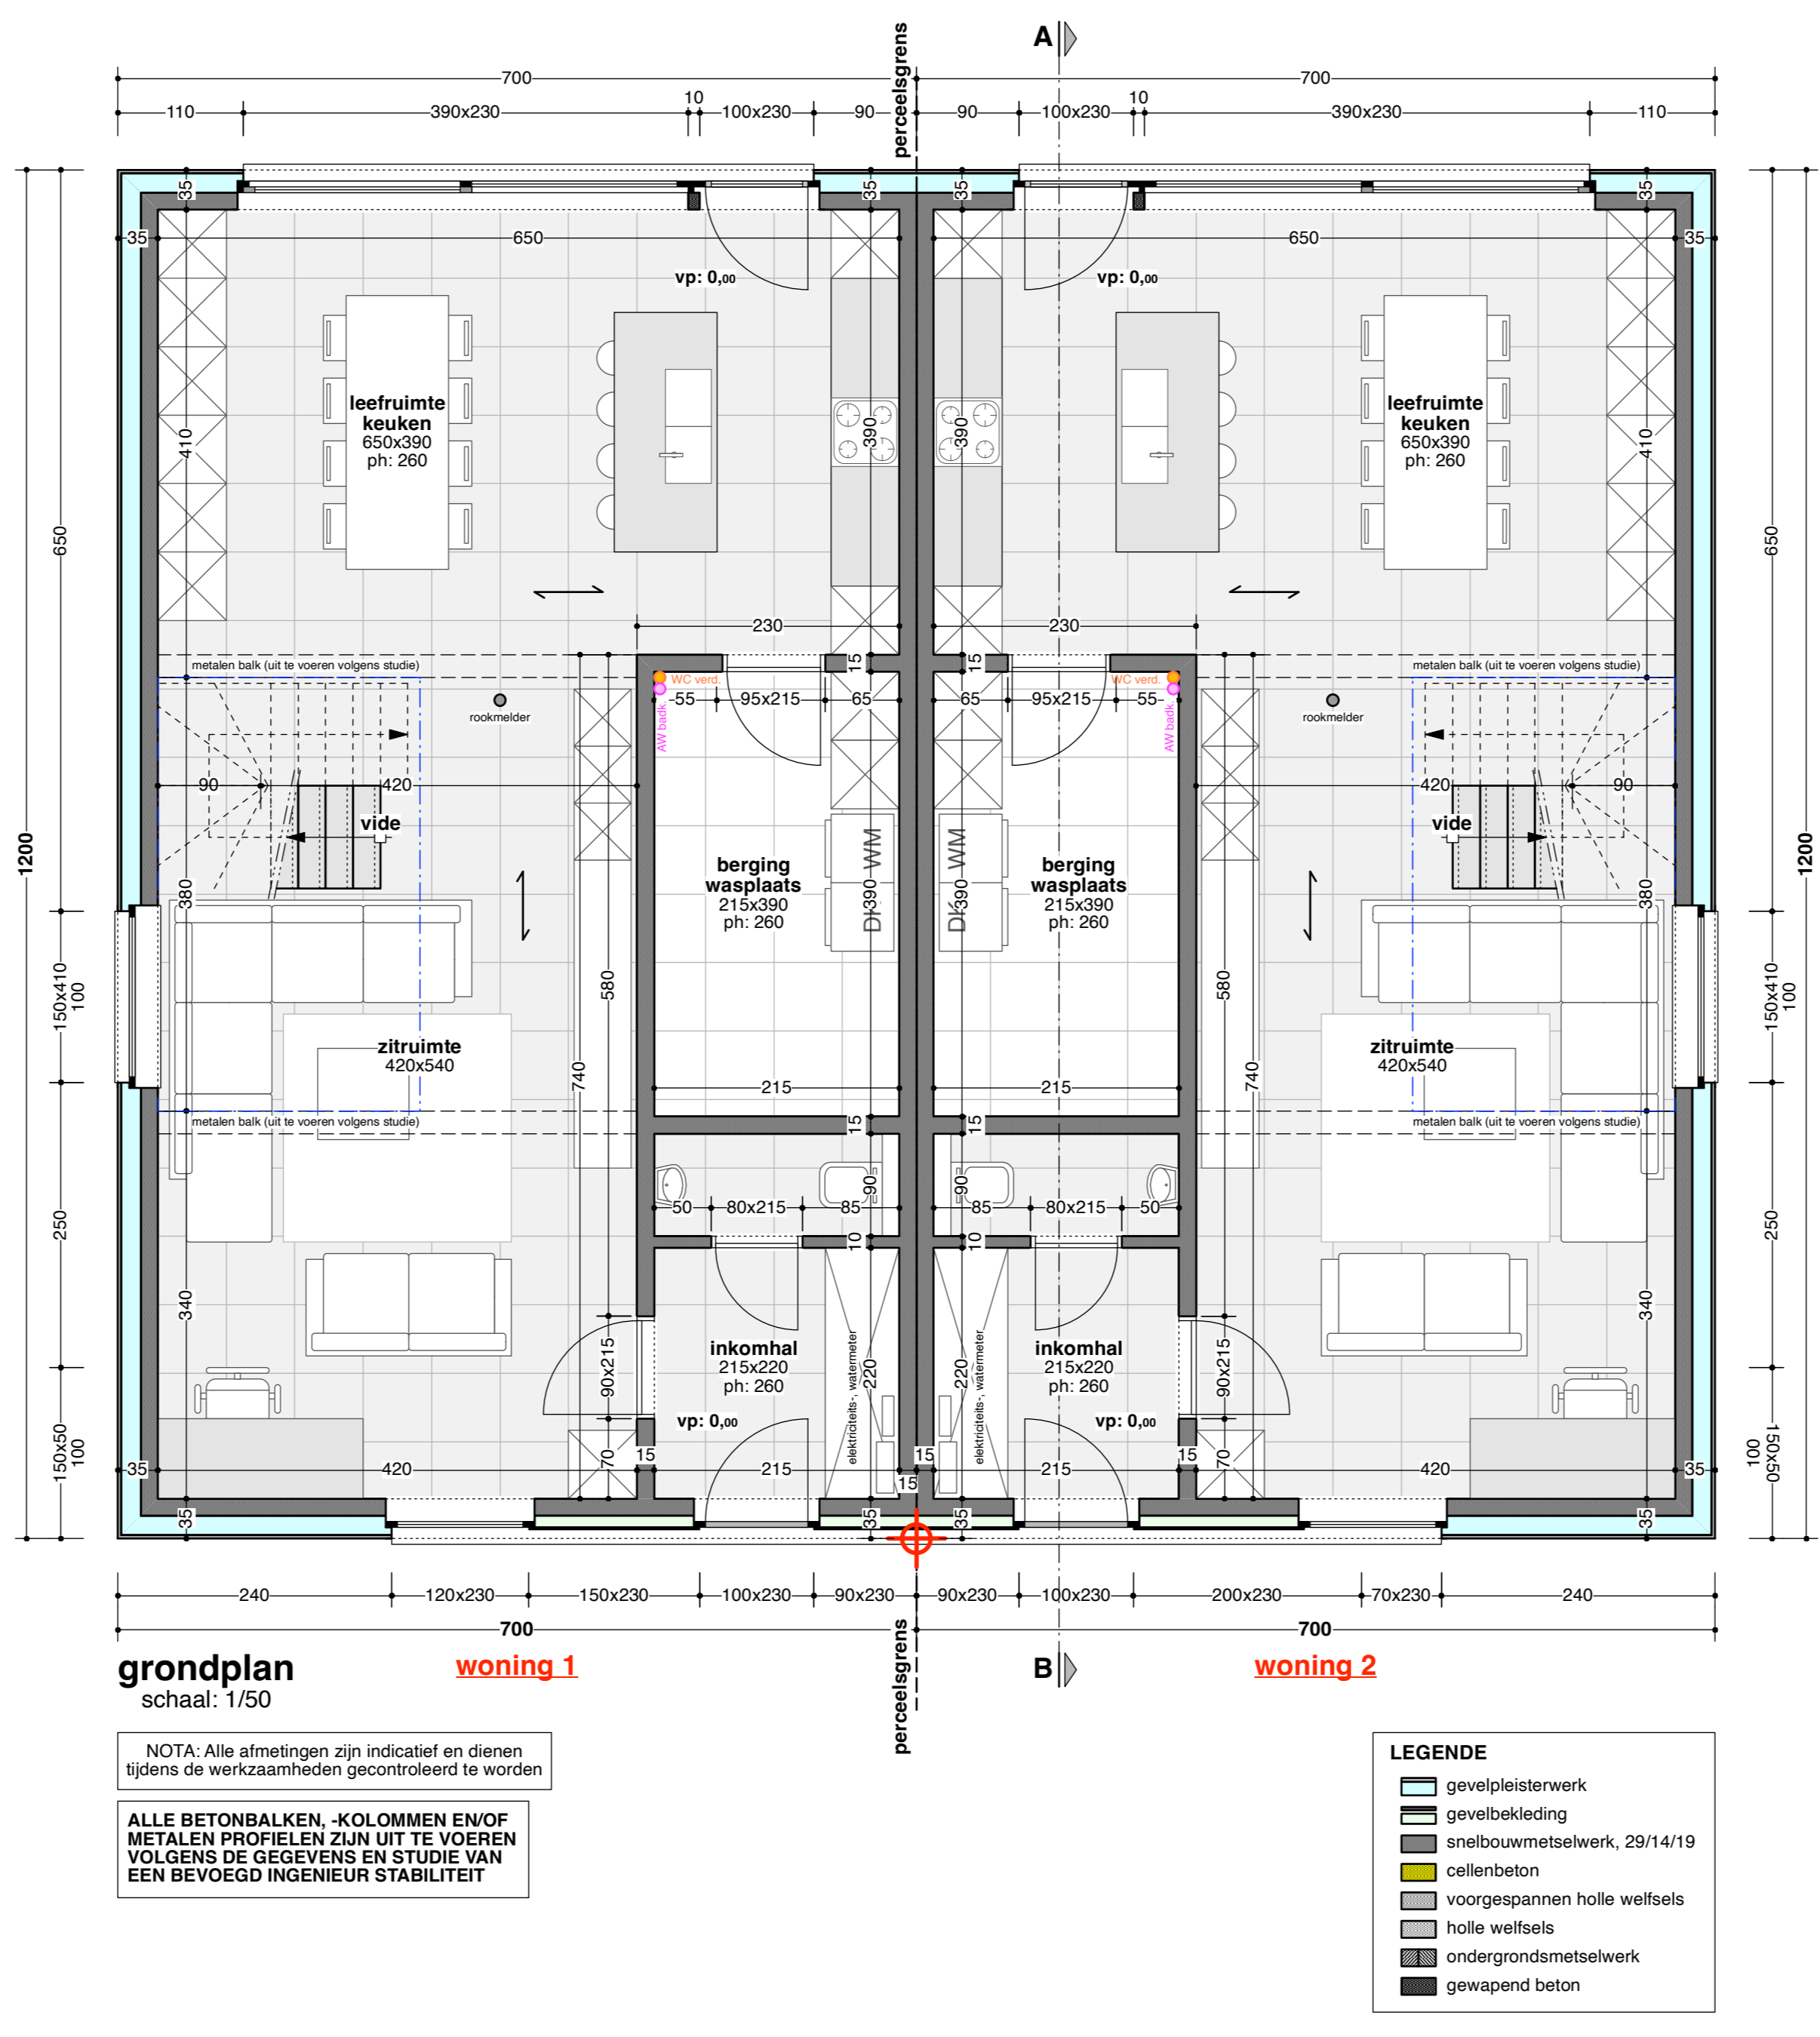 perceelsgrens
A
700
700
110
390x230
10
100x230
90
90
100x230
10
390x230
110
35
35
35
35
35
650
650
35
vp: 0,00
vp: 0,00
leefruimte
keuken
650x390
ph: 260
leefruimte
keuken
650x390
ph: 260
410
390
390
410
650
650
230
230
metalen balk (uit te voeren volgens studie)
15
15
metalen balk (uit te voeren volgens studie)
WC verd.
WC verd.
AW badk.
AW badk.
55
95x215
65
65
95x215
55
rookmelder
rookmelder
90
420
420
90
vide
vide
1200
1200
berging
wasplaats
215x390
ph: 260
berging
wasplaats
215x390
ph: 260
WM
DK
390
390
WM
DK
380
380
580
580
150x410
100
150x410
100
zitruimte
420x540
zitruimte
420x540
740
740
215
215
metalen balk (uit te voeren volgens studie)
15
15
metalen balk (uit te voeren volgens studie)
90
90
50
80x215
85
85
80x215
50
250
250
10
10
340
340
inkomhal
215x220
ph: 260
inkomhal
215x220
ph: 260
90x215
90x215
220
220
elektriciteits-, watermeter
elektriciteits-, watermeter
vp: 0,00
vp: 0,00
150x50
100
150x50
100
70
70
15
15
15
15
35
420
215
215
420
35
35
35
35
35
240
120x230
150x230
100x230
90x230
90x230
100x230
200x230
70x230
240
700
700
grondplan
schaal: 1/50
woning 1
perceelsgrens
B
woning 2
NOTA: Alle afmetingen zijn indicatief en dienen
tijdens de werkzaamheden gecontroleerd te worden
ALLE BETONBALKEN, -KOLOMMEN EN/OF
METALEN PROFIELEN ZIJN UIT TE VOEREN
VOLGENS DE GEGEVENS EN STUDIE VAN
EEN BEVOEGD INGENIEUR STABILITEIT
LEGENDE
gevelpleisterwerk
gevelbekleding
snelbouwmetselwerk, 29/14/19
cellenbeton
voorgespannen holle welfsels
holle welfsels
ondergrondsmetselwerk
gewapend beton